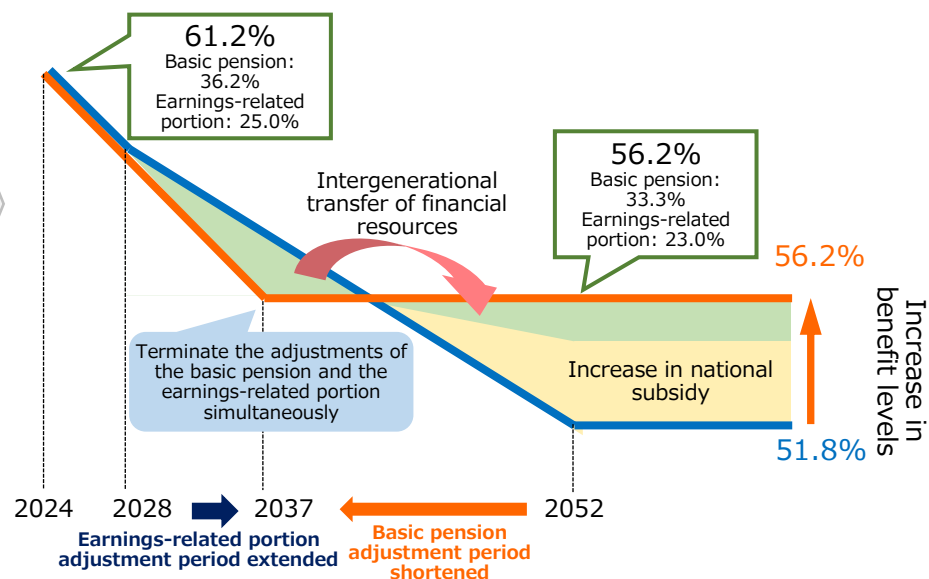 61.2%
Basic pension:
36.2%
Earnings-related
portion: 25.0%
Intergenerational
transfer of financial
resources
56.2%
Basic pension:
33.3%
Earnings-related
portion: 23.0%
56.2%
Increase in
benefit levels
Terminate the adjustments of
the basic pension and the
earnings-related portion
simultaneously
Increase in national
subsidy
51.8%
2024
2028
2037
2052
Earnings-related portion
adjustment period extended
Basic pension
adjustment period
shortened